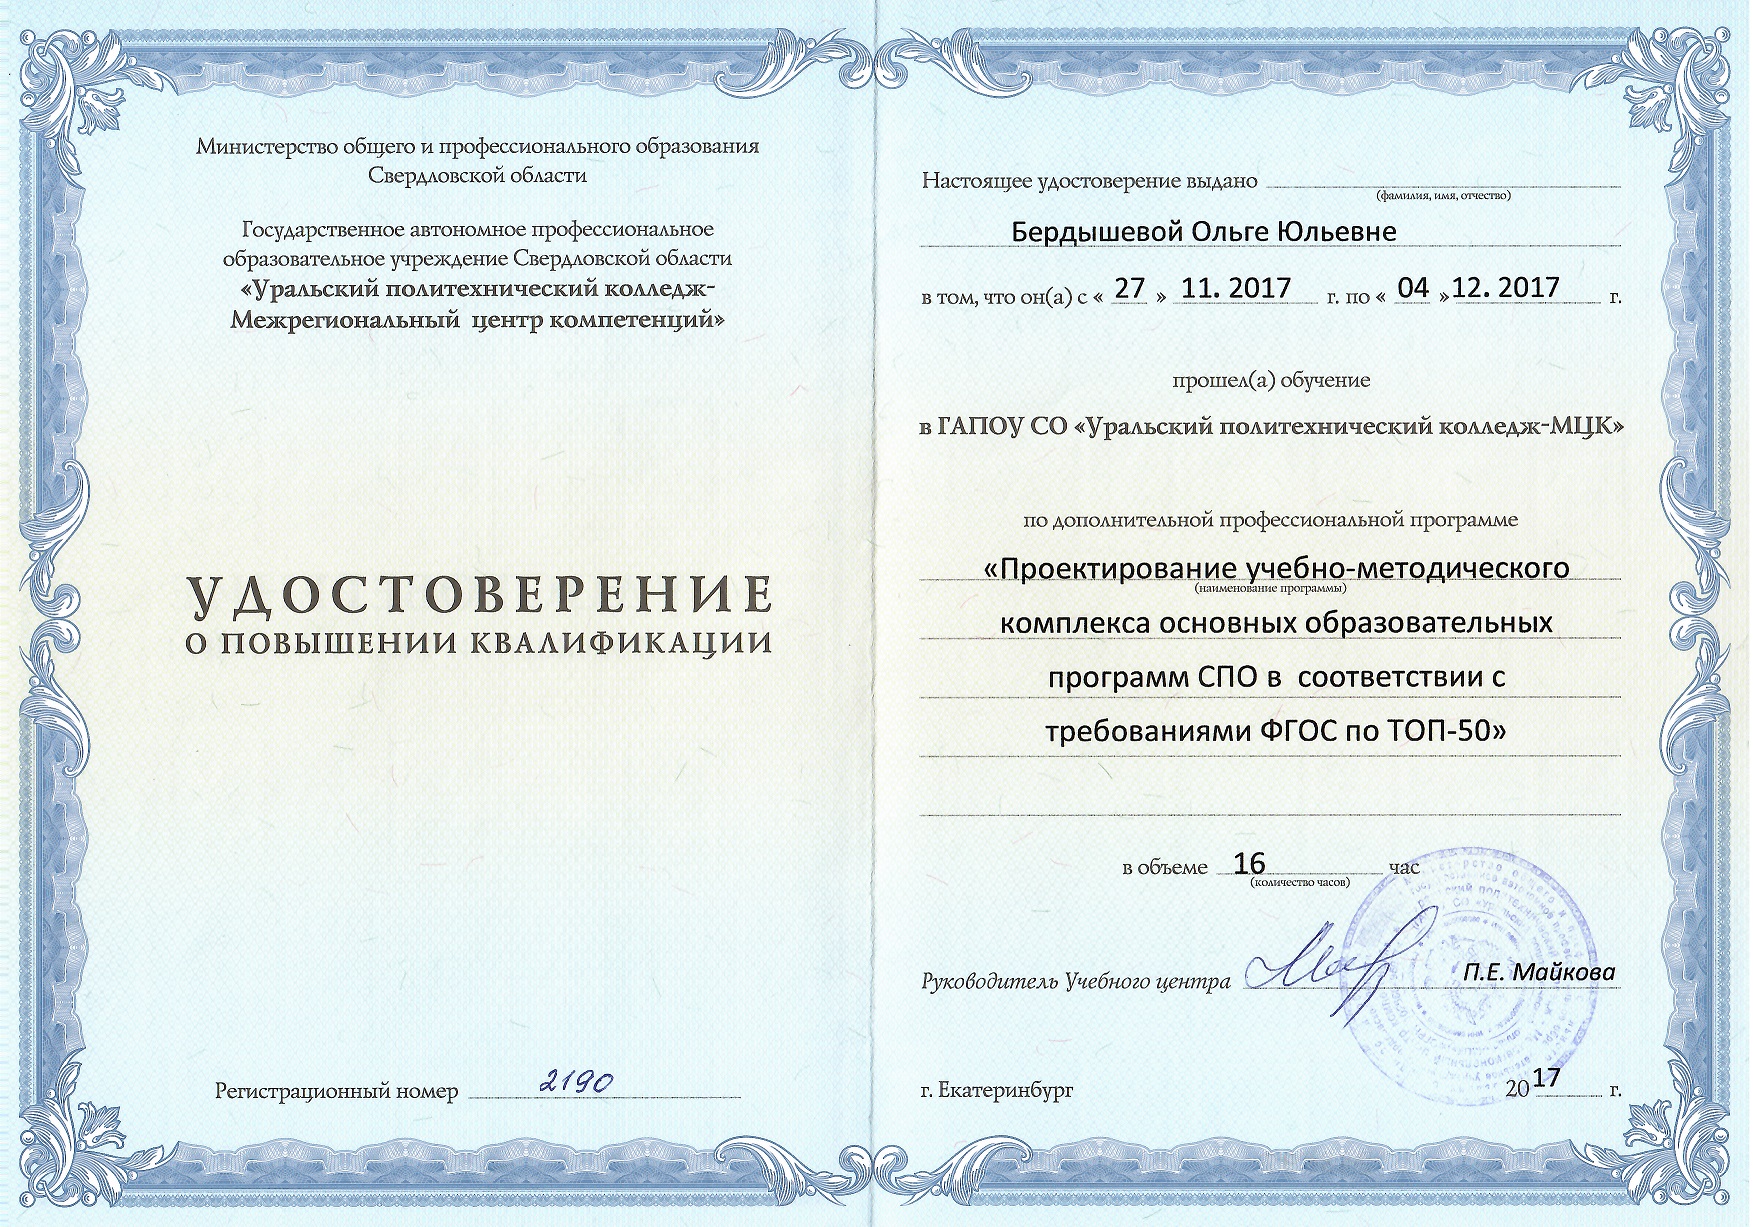 Министерство общего и профессионального образования
Свердловской области
Государственное автономное профессиональное
образовательное учреждение Свердловской области
«Уральский политехнический колледж-
Межрегиональный центр компетенций»
УДОСТОВЕРЕНИЕ
О ПОВЫШЕНИИ КВАЛИФИКАЦИИ
Регистрационный номер 2190
Настоящее удостоверение выдано
(фамилия, имя, отчество)
Бердышевой Ольге Юльевне
в том, что он(а) с « 27 » 11. 2017 г. по « 04 » 12. 2017 г.
прошел(а) обучение
в ГАПОУ СО «Уральский политехнический колледж-МЦК»
по дополнительной профессиональной программе
«Проектирование учебно-методического
(наименование программы)
комплекса основных образовательных
программ СПО в соответствии с
требованиями ФГОС по ТОП-50»
в объеме 16 час
(количество часов)
Руководитель Учебного центра П.Е. Майкова
г. Екатеринбург 2017 г.